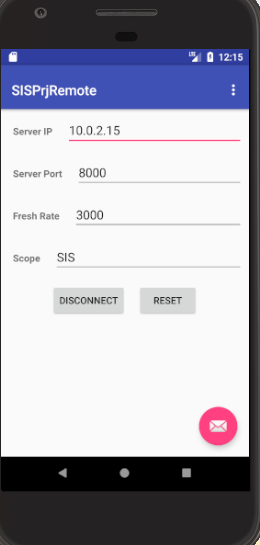 12:15
SISPrjRemote
Server IP 10.0.2.15
Server Port 8000
Fresh Rate 3000
Scope SIS
DISCONNECT RESET